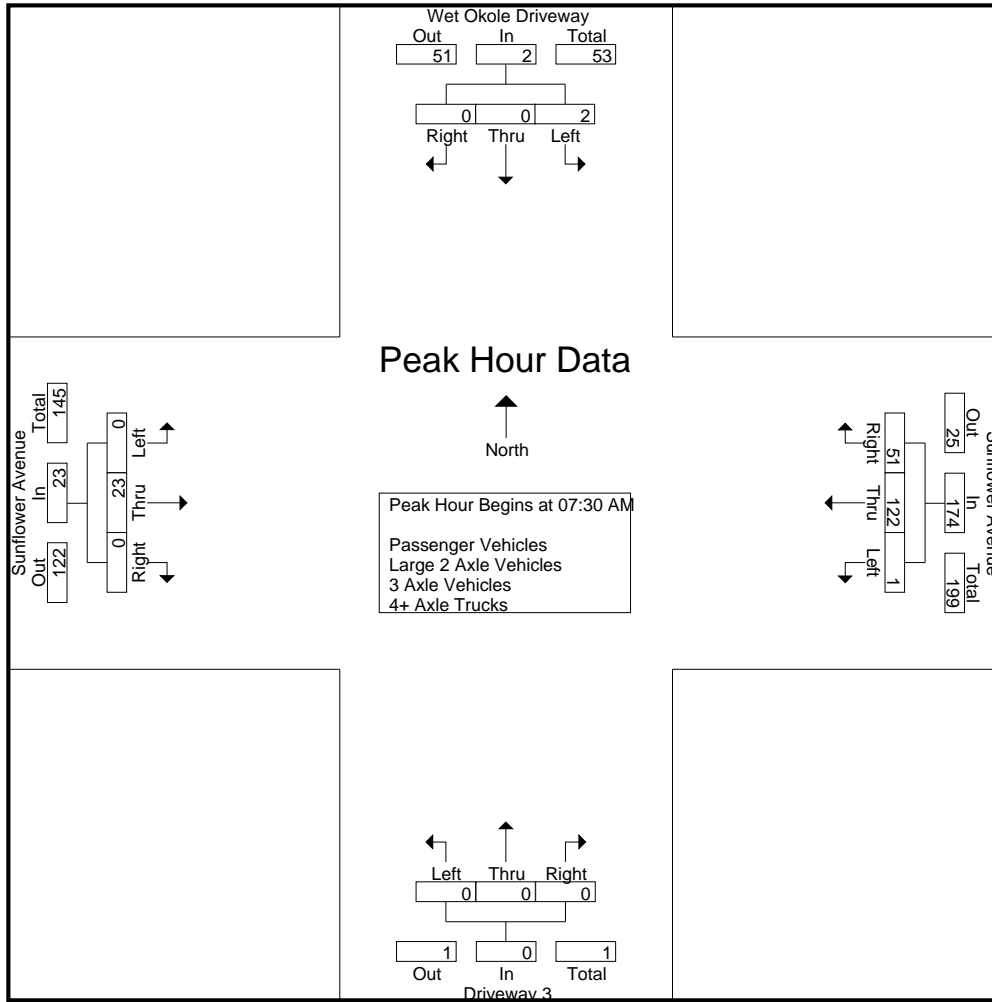 Wet Okole Driveway
Out In Total
51 2 53
0 0 2
Right Thru Left
Peak Hour Data
North
Peak Hour Begins at 07:30 AM
Passenger Vehicles
Large 2 Axle Vehicles
3 Axle Vehicles
4+ Axle Trucks
Sunflower Avenue
Out In Total
122 23 145
0 23 0
Right Thru Left
Sunflower Avenue
Out In Total
25 174 199
51 122 1
Right Thru Left
Left Thru Right
0 0 0
1 0 1
Out In Total
Driveway 3